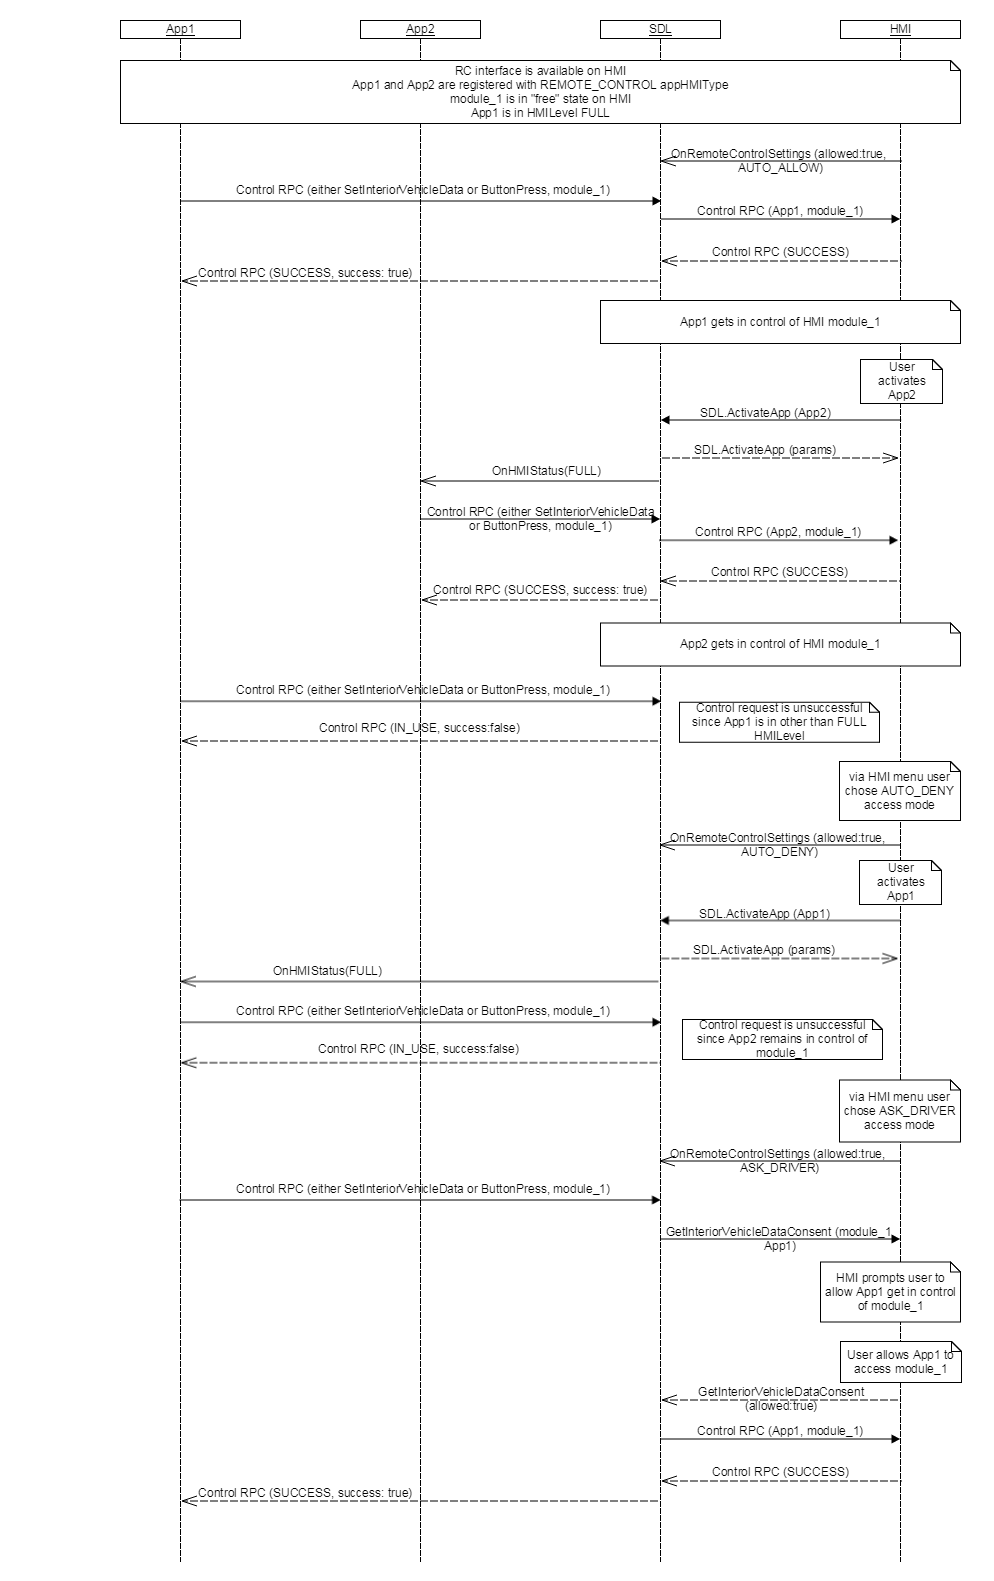 App1
App2
SDL
HMI
RC interface is available on HMI
App1 and App2 are registered with REMOTE_CONTROL appHMIType
module_1 is in "free" state on HMI
App1 is in HMILevel FULL
OnRemoteControlSettings (allowed:true,
AUTO_ALLOW)
Control RPC (either SetInteriorVehicleData or ButtonPress, module_1)
Control RPC (App1, module_1)
Control RPC (SUCCESS)
Control RPC (SUCCESS, success: true)
App1 gets in control of HMI module_1
User
activates
App2
SDL.ActivateApp (App2)
SDL.ActivateApp (params)
OnHMIStatus(FULL)
Control RPC (either SetInteriorVehicleData
or ButtonPress, module_1)
Control RPC (App2, module_1)
Control RPC (SUCCESS)
Control RPC (SUCCESS, success: true)
App2 gets in control of HMI module_1
Control RPC (either SetInteriorVehicleData or ButtonPress, module_1)
Control request is unsuccessful
since App1 is in other than FULL
HMILevel
Control RPC (IN_USE, success:false)
via HMI menu user
chose AUTO_DENY
access mode
OnRemoteControlSettings (allowed:true,
AUTO_DENY)
User
activates
App1
SDL.ActivateApp (App1)
SDL.ActivateApp (params)
OnHMIStatus(FULL)
Control RPC (either SetInteriorVehicleData or ButtonPress, module_1)
Control request is unsuccessful
since App2 remains in control of
module_1
Control RPC (IN_USE, success:false)
via HMI menu user
chose ASK_DRIVER
access mode
OnRemoteControlSettings (allowed:true,
ASK_DRIVER)
Control RPC (either SetInteriorVehicleData or ButtonPress, module_1)
GetInteriorVehicleDataConsent (module_1,
App1)
HMI prompts user to
allow App1 get in control
of module_1
User allows App1 to
access module_1
GetInteriorVehicleDataConsent
(allowed:true)
Control RPC (App1, module_1)
Control RPC (SUCCESS)
Control RPC (SUCCESS, success: true)